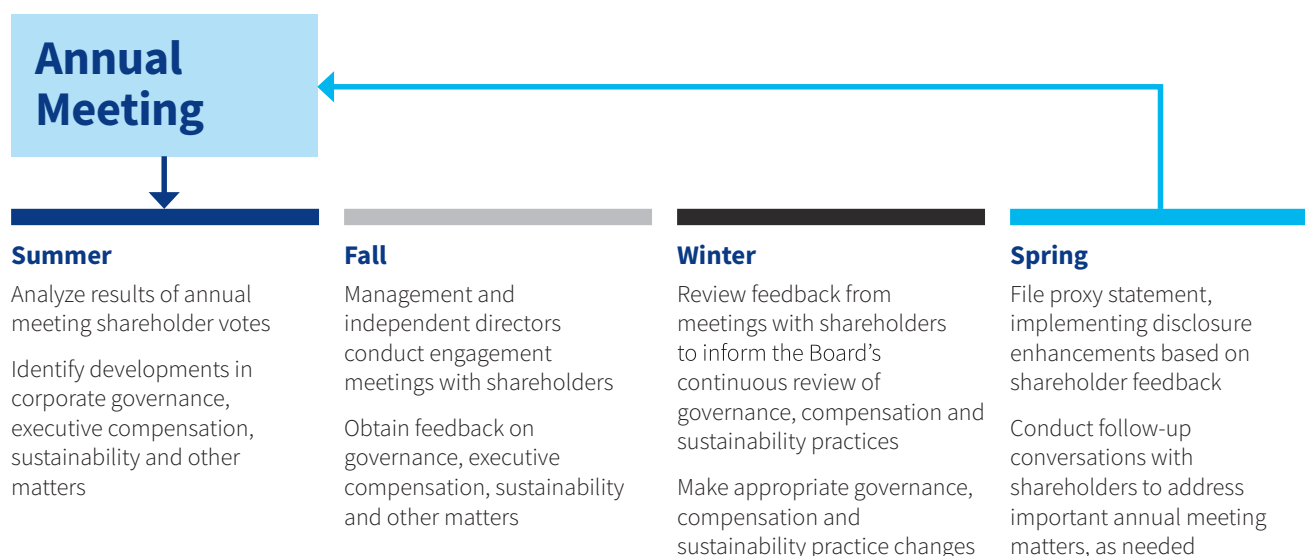 Annual
Meeting
Summer
Analyze results of annual
meeting shareholder votes
Identify developments in
corporate governance,
executive compensation,
sustainability and other
matters
Fall
Management and
independent directors
conduct engagement
meetings with shareholders
Obtain feedback on
governance, executive
compensation, sustainability
and other matters
Winter
Review feedback from
meetings with shareholders
to inform the Board’s
continuous review of
governance, compensation and
sustainability practices
Make appropriate governance,
compensation and
sustainability practice changes
Spring
File proxy statement,
implementing disclosure
enhancements based on
shareholder feedback
Conduct follow-up
conversations with
shareholders to address
important annual meeting
matters, as needed